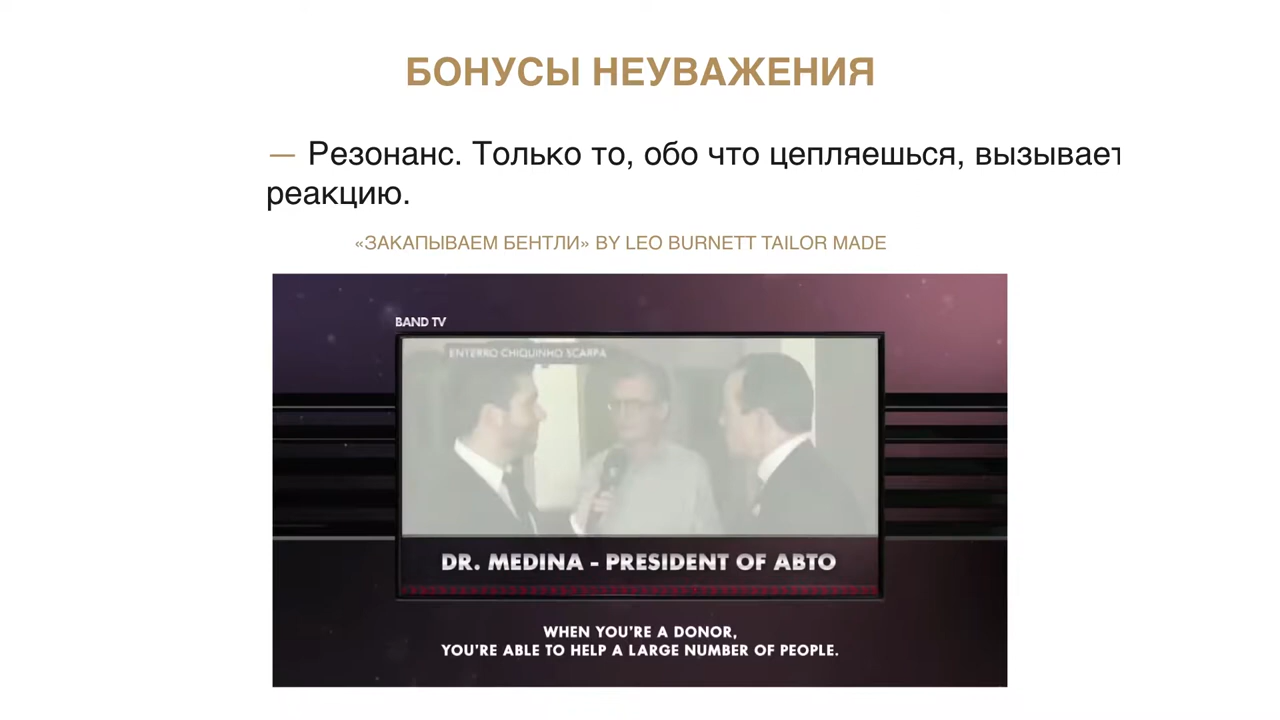 БОНУСЫ НЕУВАЖЕНИЯ
— Резонанс. Только то, обо что цепляешься, вызывает
реакцию.
«ЗАКАПЫВАЕМ БЕНТЛИ» BY LEO BURNETT TAILOR MADE
BAND TV
ENTERRO CHIQUINHO SCARPA
DR. MEDINA - PRESIDENT OF ABTO
WHEN YOU'RE A DONOR,
YOU'RE ABLE TO HELP A LARGE NUMBER OF PEOPLE.